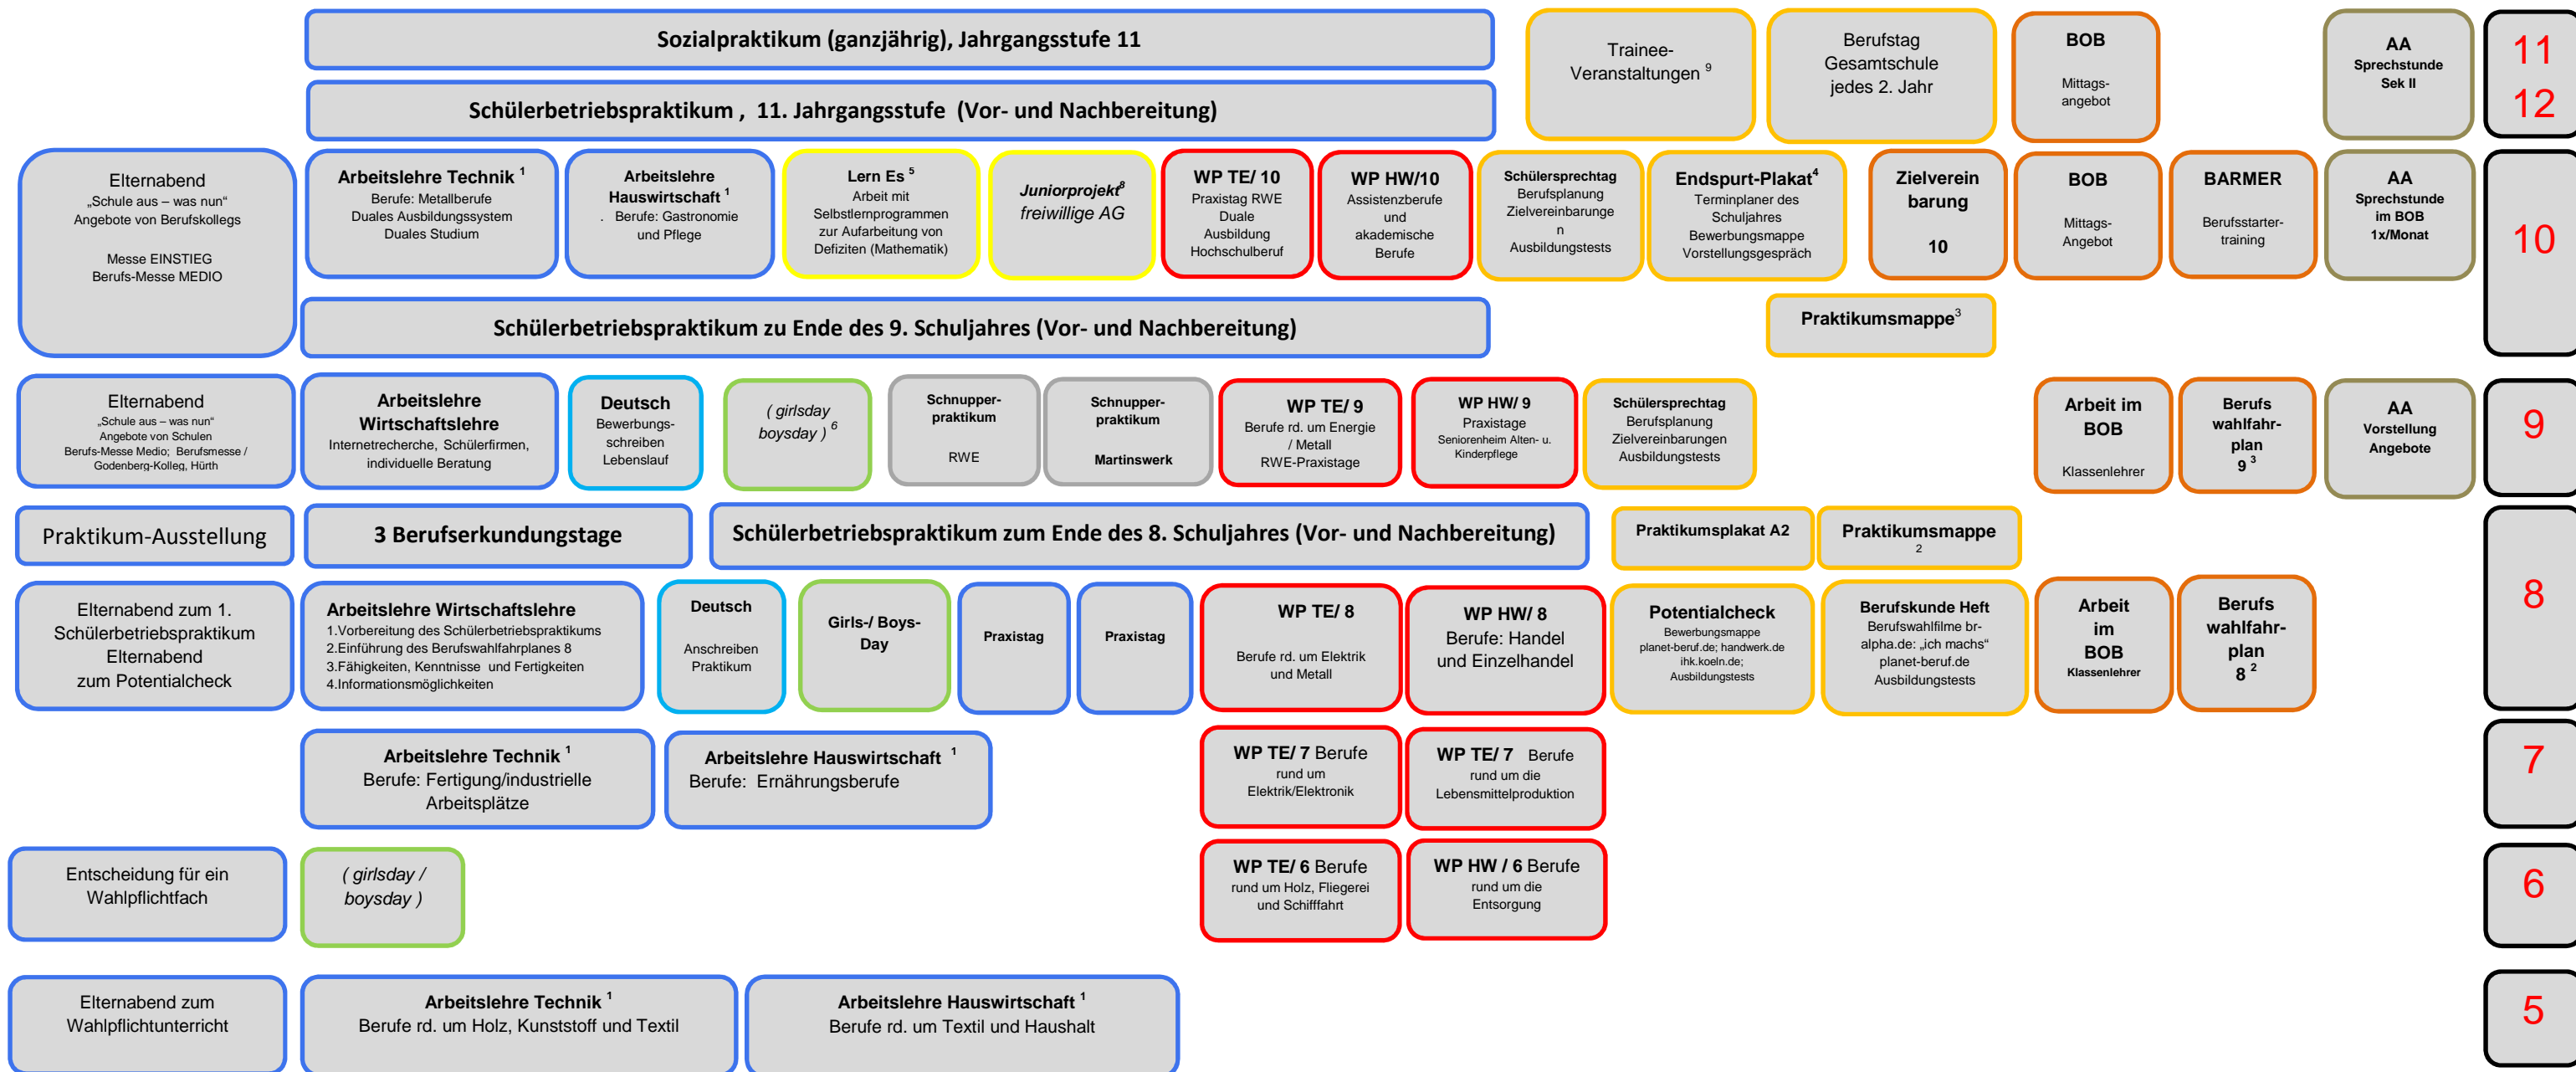 Sozialpraktikum (ganzjährig), Jahrgangsstufe 11
Trainee-
Veranstaltungen 9
Berufstag
Gesamtschule
jedes 2. Jahr
BOB
Mittags-
angebot
AA
Sprechstunde
Sek II
11
12
Schülerbetriebspraktikum , 11. Jahrgangsstufe (Vor- und Nachbereitung)
Elternabend
„Schule aus – was nun“
Angebote von Berufskollegs
Messe EINSTIEG
Berufs-Messe MEDIO
Arbeitslehre Technik 1
Berufe: Metallberufe
Duales Ausbildungssystem
Duales Studium
Arbeitslehre
Hauswirtschaft 1
. Berufe: Gastronomie
und Pflege
Lern Es 5
Arbeit mit
Selbstlernprogrammen
zur Aufarbeitung von
Defiziten (Mathematik)
Juniorprojekt8
freiwillige AG
WP TE/ 10
Praxistag RWE
Duale
Ausbildung
Hochschulberuf
WP HW/10
Assistenzberufe
und
akademische
Berufe
Schülersprechtag
Berufsplanung
Zielvereinbarunge
n
Ausbildungstests
Endspurt-Plakat4
Terminplaner des
Schuljahres
Bewerbungsmappe
Vorstellungsgespräch
Zielverein
barung
10
BOB
Mittags-
Angebot
BARMER
Berufsstarter-
training
AA
Sprechstunde
im BOB
1x/Monat
10
Schülerbetriebspraktikum zu Ende des 9. Schuljahres (Vor- und Nachbereitung)
Praktikumsmappe3
Elternabend
„Schule aus – was nun“
Angebote von Schulen
Berufs-Messe Medio; Berufsmesse /
Godenberg-Kolleg, Hürth
Arbeitslehre
Wirtschaftslehre
Internetrecherche, Schülerfirmen,
individuelle Beratung
Deutsch
Bewerbungs-
schreiben
Lebenslauf
( girlsday
boysday ) 6
Schnupper-
praktikum
RWE
Schnupper-
praktikum
Martinswerk
WP TE/ 9
Berufe rd. um Energie
/ Metall
RWE-Praxistage
WP HW/ 9
Praxistage
Seniorenheim Alten- u.
Kinderpflege
Schülersprechtag
Berufsplanung
Zielvereinbarungen
Ausbildungstests
Arbeit im
BOB
Klassenlehrer
Berufs
wahlfahr-
plan
9 3
AA
Vorstellung
Angebote
9
Praktikum-Ausstellung
3 Berufserkundungstage
Schülerbetriebspraktikum zum Ende des 8. Schuljahres (Vor- und Nachbereitung)
Praktikumsplakat A2
Praktikumsmappe
2
Elternabend zum 1.
Schülerbetriebspraktikum
Elternabend
zum Potentialcheck
Arbeitslehre Wirtschaftslehre
1.Vorbereitung des Schülerbetriebspraktikums
2.Einführung des Berufswahlfahrplanes 8
3.Fähigkeiten, Kenntnisse und Fertigkeiten
4.Informationsmöglichkeiten
Deutsch
Anschreiben
Praktikum
Girls-/ Boys-
Day
Praxistag
Praxistag
WP TE/ 8
Berufe rd. um Elektrik
und Metall
WP HW/ 8
Berufe: Handel
und Einzelhandel
Potentialcheck
Bewerbungsmappe
planet-beruf.de; handwerk.de
ihk.koeln.de;
Ausbildungstests
Berufskunde Heft
Berufswahlfilme br-
alpha.de: „ich machs“
planet-beruf.de
Ausbildungstests
Arbeit
im
BOB
Klassenlehrer
Berufs
wahlfahr-
plan
8 2
8
Arbeitslehre Technik 1
Berufe: Fertigung/industrielle
Arbeitsplätze
Arbeitslehre Hauswirtschaft 1
Berufe: Ernährungsberufe
WP TE/ 7 Berufe
rund um
Elektrik/Elektronik
WP TE/ 7 Berufe
rund um die
Lebensmittelproduktion
7
Entscheidung für ein
Wahlpflichtfach
( girlsday /
boysday )
WP TE/ 6 Berufe
rund um Holz, Fliegerei
und Schifffahrt
WP HW / 6 Berufe
rund um die
Entsorgung
6
Elternabend zum
Wahlpflichtunterricht
Arbeitslehre Technik 1
Berufe rd. um Holz, Kunststoff und Textil
Arbeitslehre Hauswirtschaft 1
Berufe rd. um Textil und Haushalt
5